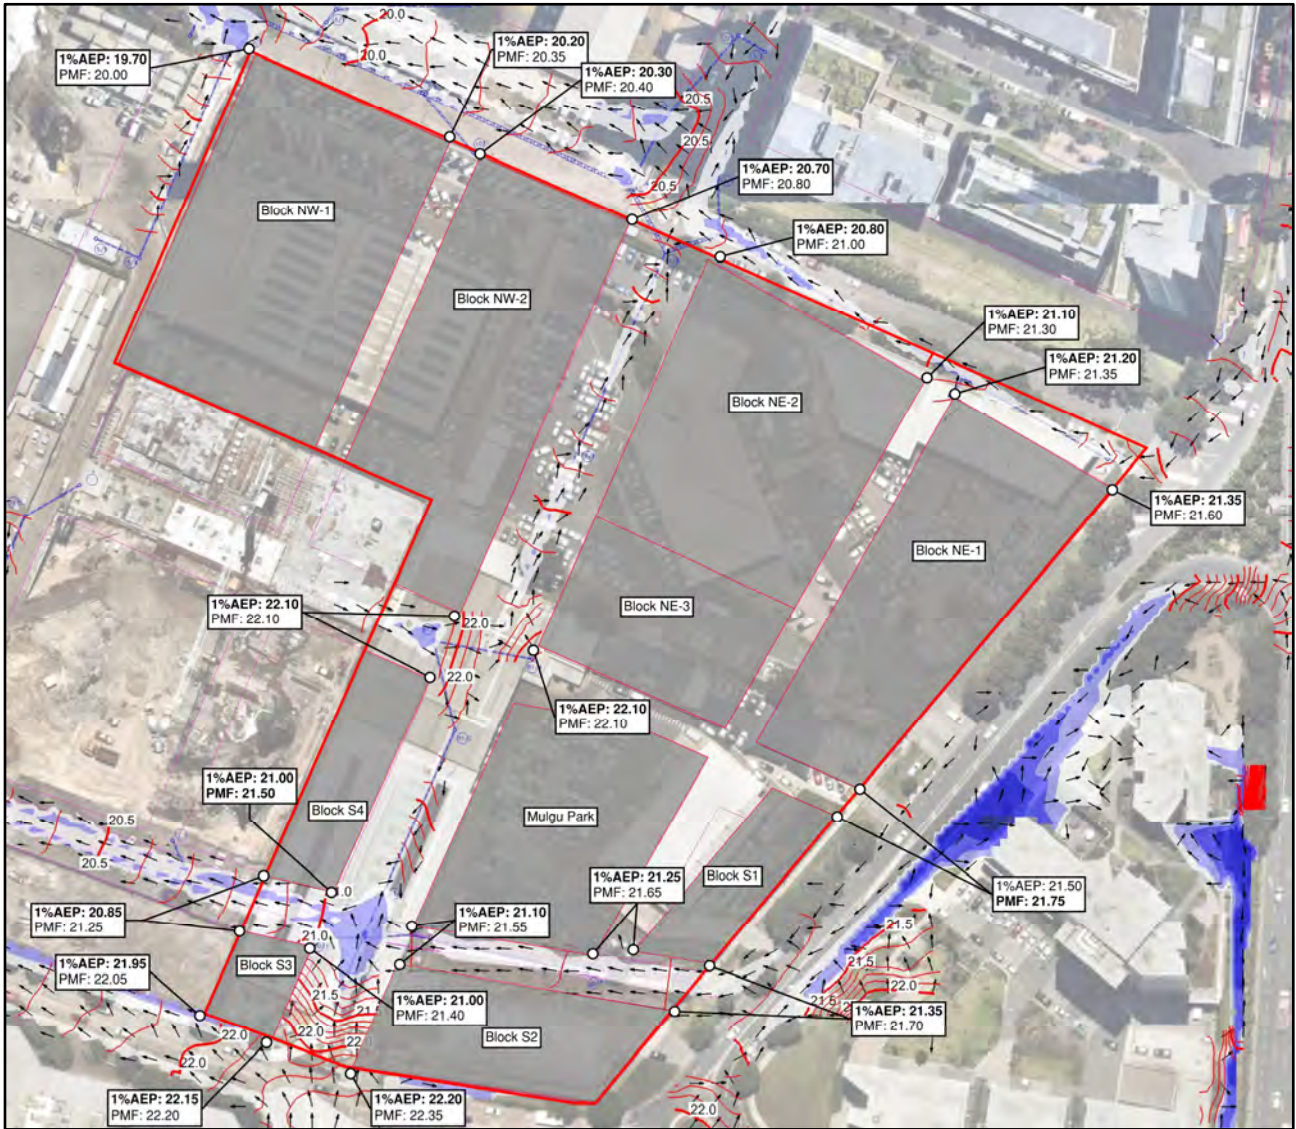 20.0
1%AEP: 20.20
PMF: 20.35
1%AEP: 19.70
PMF: 20.00
20.0
1%AEP: 20.30
PMF: 20.40
20.5
20.5
20.5
1%AEP: 20.70
PMF: 20.80
Block NW-1
1%AEP: 20.80
PMF: 21.00
Block NW-2
1%AEP: 21.10
PMF: 21.30
1%AEP: 21.20
PMF: 21.35
Block NE-2
1%AEP: 21.35
PMF: 21.60
Block NE-1
Block NE-3
1%AEP: 22.10
PMF: 22.10
22.0
22.0
1%AEP: 22.10
PMF: 22.10
1%AEP: 21.00
PMF: 21.50
Block S4
Mulgu Park
20.5
20.5
1%AEP: 21.25
PMF: 21.65
Block S1
1%AEP: 21.50
PMF: 21.75
1.0
1%AEP: 20.85
PMF: 21.25
1%AEP: 21.10
PMF: 21.55
21.5
21.0
21.5
Block S3
1%AEP: 21.95
PMF: 22.05
22.0
21.5
21.5
21.5
1%AEP: 21.00
PMF: 21.40
1%AEP: 21.35
PMF: 21.70
22.0
22.0
22.0
Block S2
22.0
1%AEP: 22.15
PMF: 22.20
1%AEP: 22.20
PMF: 22.35
22.0